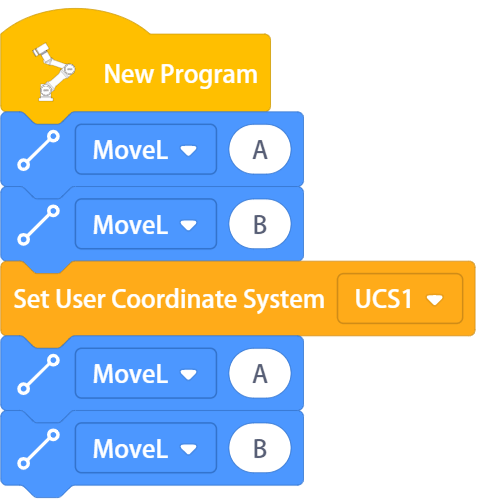 New Program
MoveL A
MoveL B
Set User Coordinate System UCS1
MoveL A
MoveL B